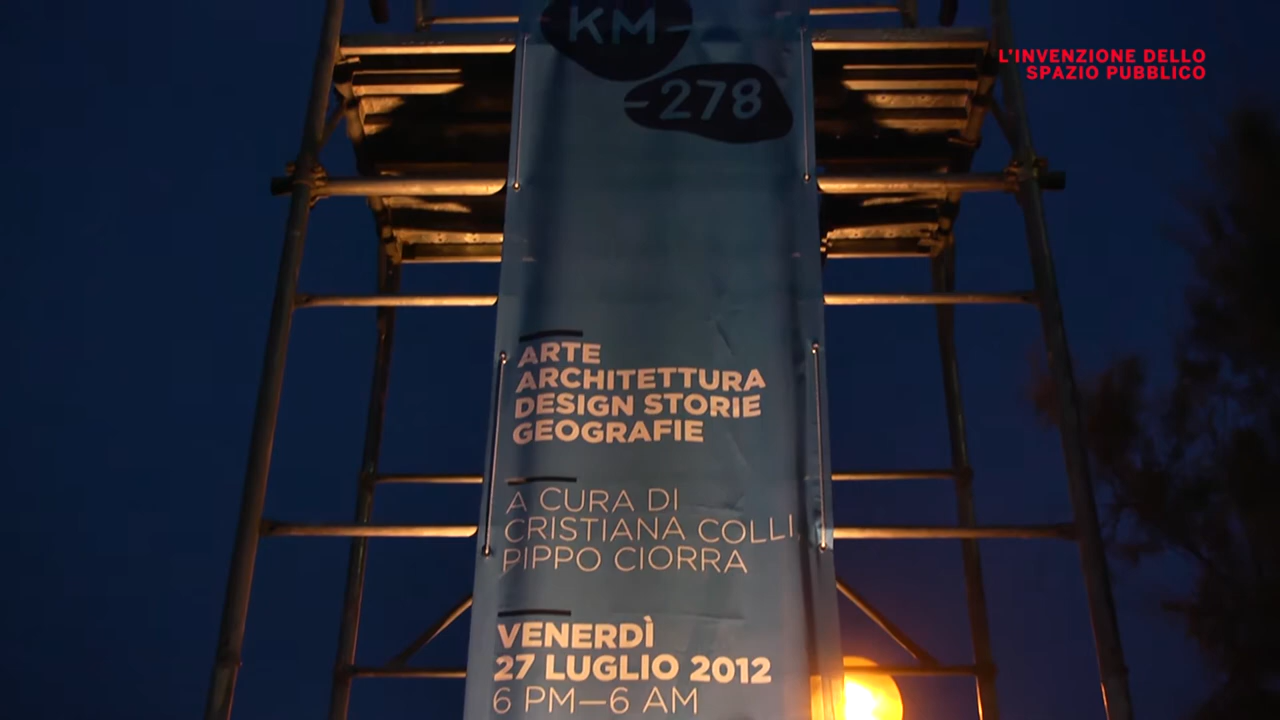 L'INVENZIONE DELLO
SPAZIO PUBBLICO
KM
278
ARTE
ARCHITETTURA
DESIGN STORIE
GEOGRAFIE
A CURA DI
CRISTIANA COLLI,
PIPPO CIORRA
VENERDÌ
27 LUGLIO 2012
6 PM—6 AM